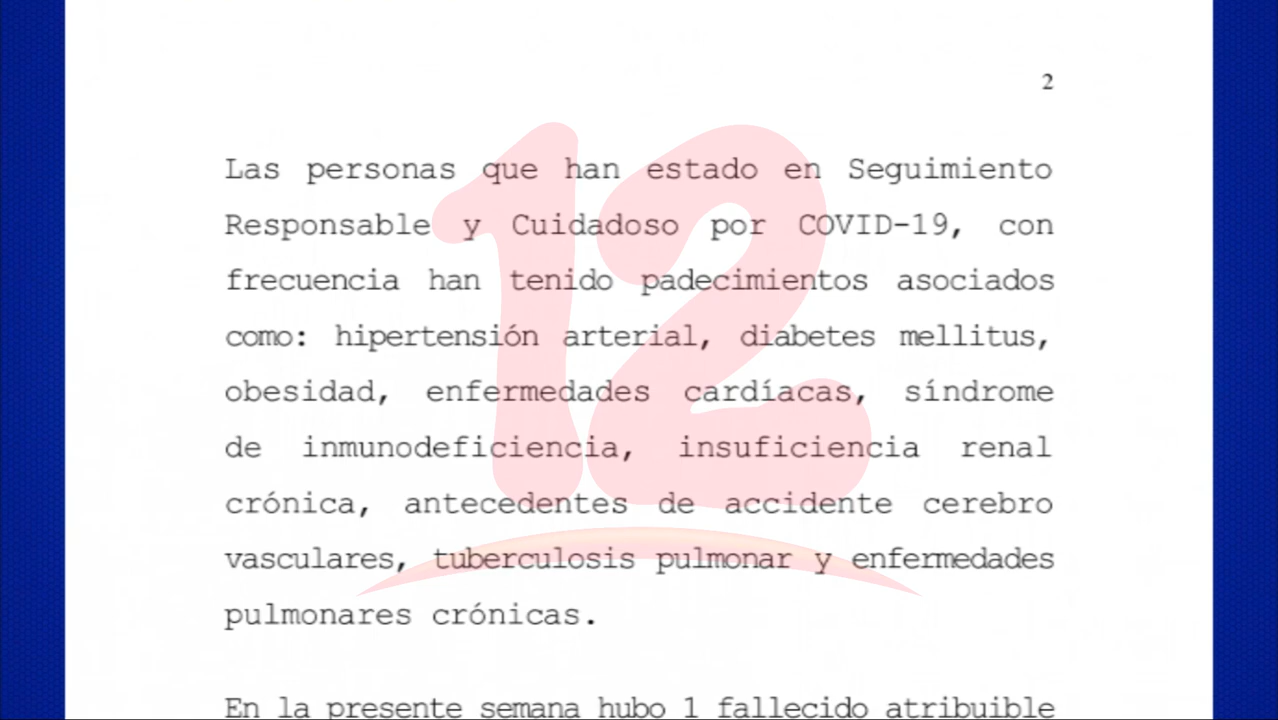 2
Las personas que han estado en Seguimiento
Responsable y Cuidadoso por COVID-19, con
frecuencia han tenido padecimientos asociados
como: hipertensión arterial, diabetes mellitus,
obesidad, enfermedades cardíacas, síndrome
de inmunodeficiencia, insuficiencia renal
crónica, antecedentes de accidente cerebro
vasculares, tuberculosis pulmonar y enfermedades
pulmonares crónicas.
En la presente semana hubo 1 fallecido atribuible
12